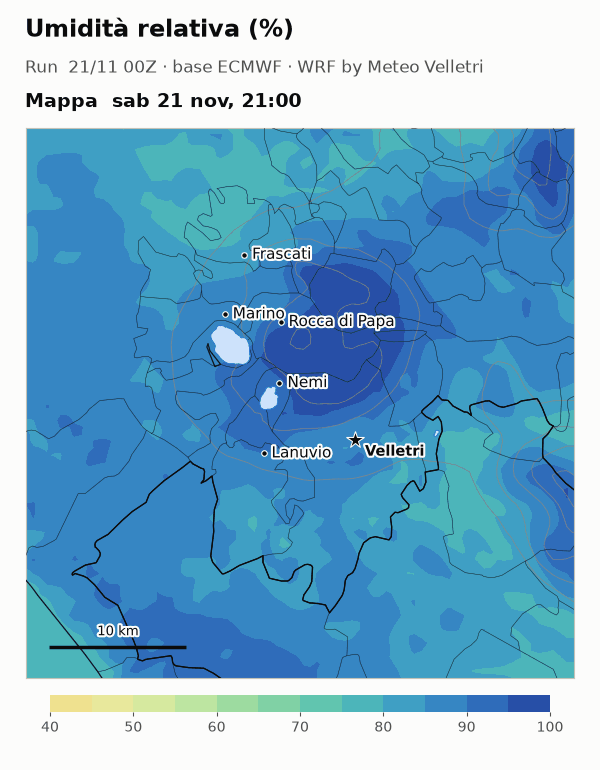 Umidità relativa (%)
Run  21/11 00Z · base ECMWF · WRF by Meteo Velletri
Mappa  sab 21 nov, 21:00
Frascati
Marino
Rocca di Papa
Nemi
Velletri
Lanuvio
10 km
40 50 60 70 80 90 100